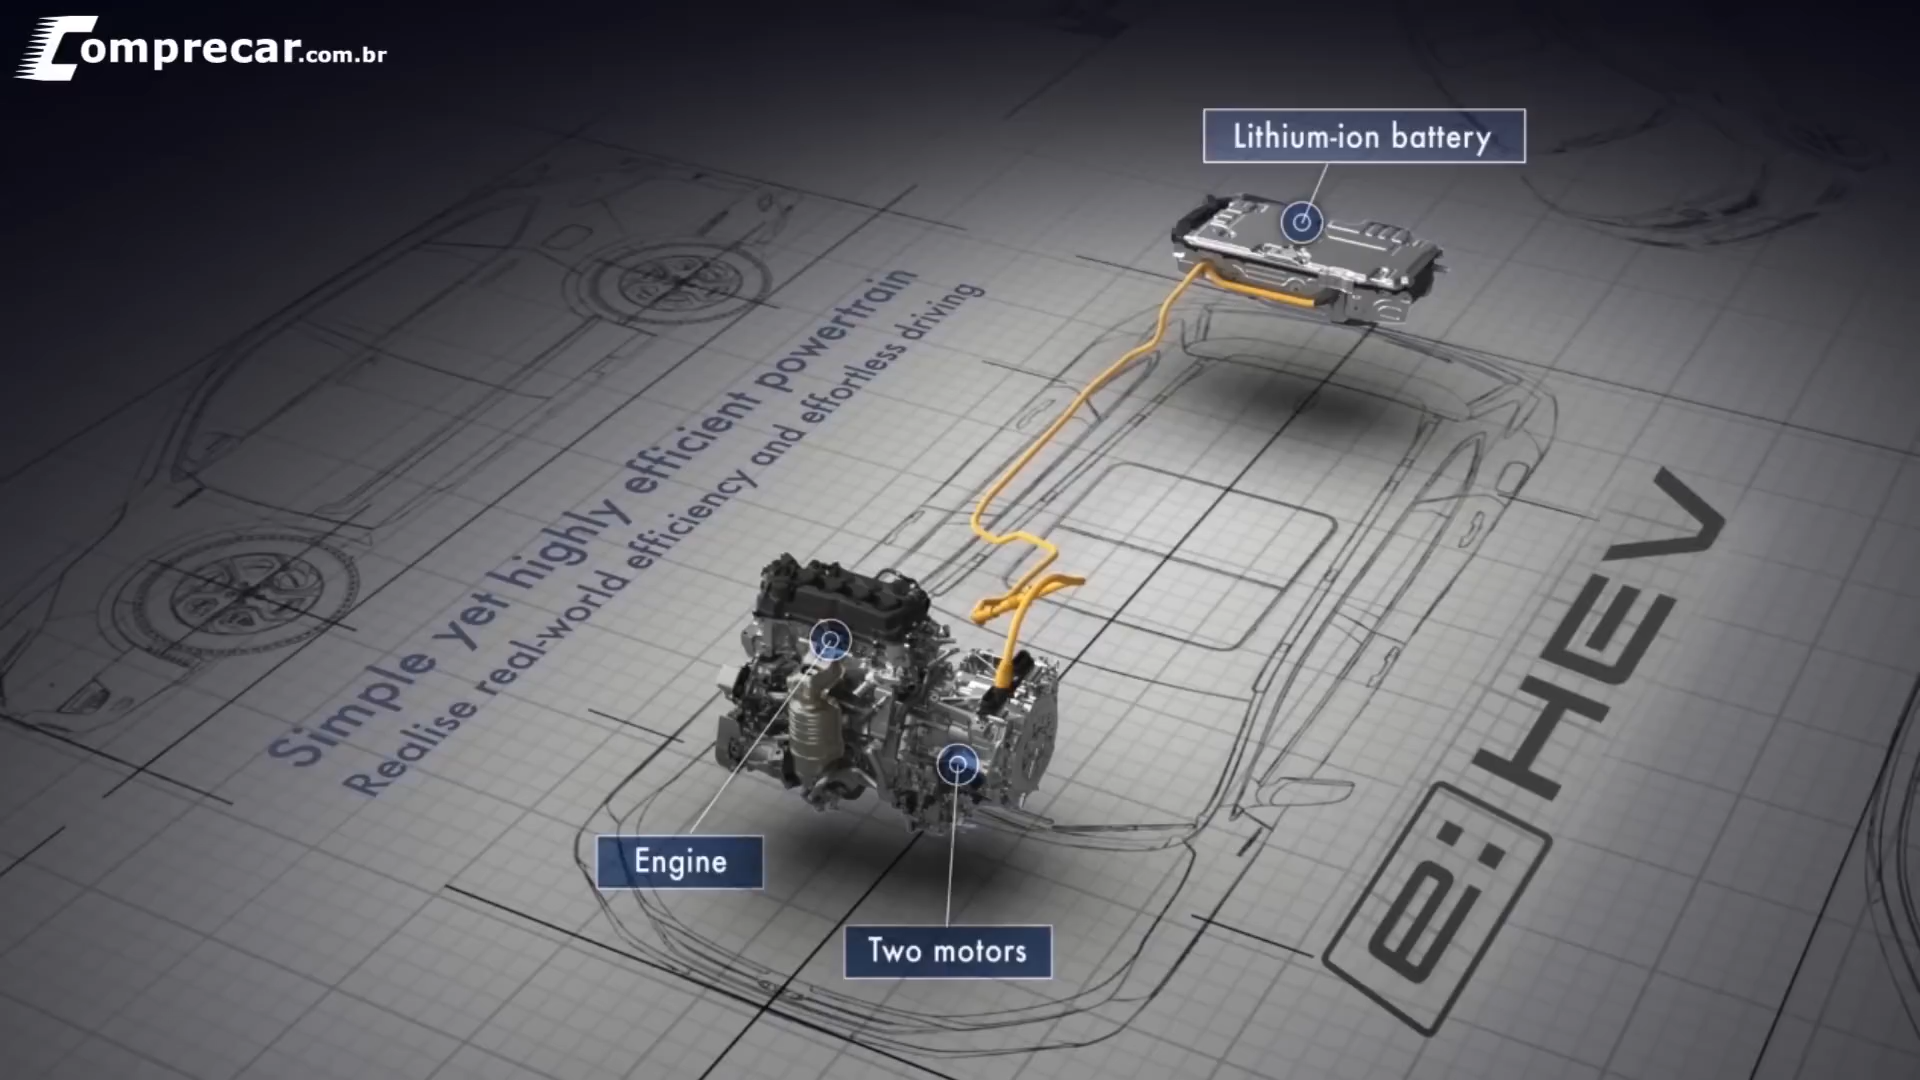 Comprecar.com.br
Lithium-ion battery
Simple yet highly efficient powertrain
Realise real-world efficiency and effortless driving
e:HEV
Engine
Two motors